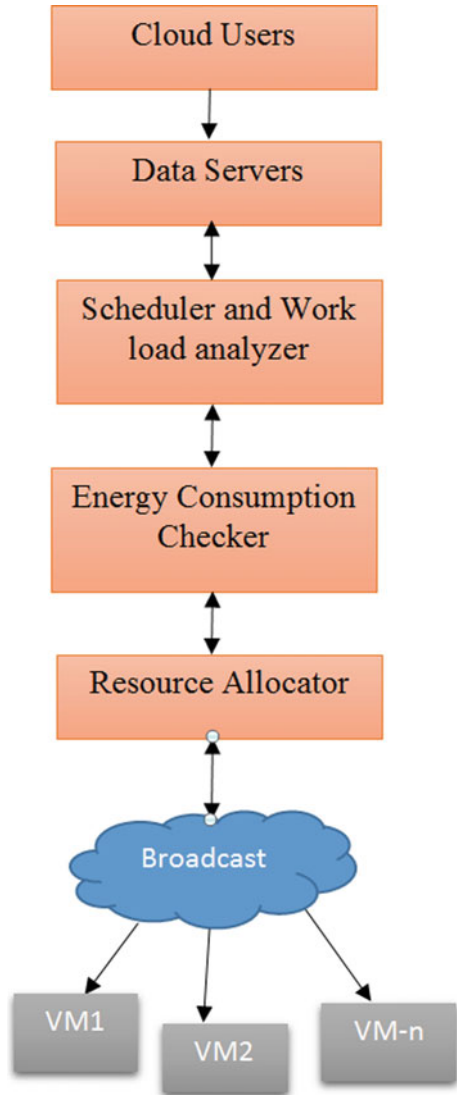 Cloud Users
Data Servers
Scheduler and Work
load analyzer
Energy Consumption
Checker
Resource Allocator
Broadcast
VM1
VM2
VM-n